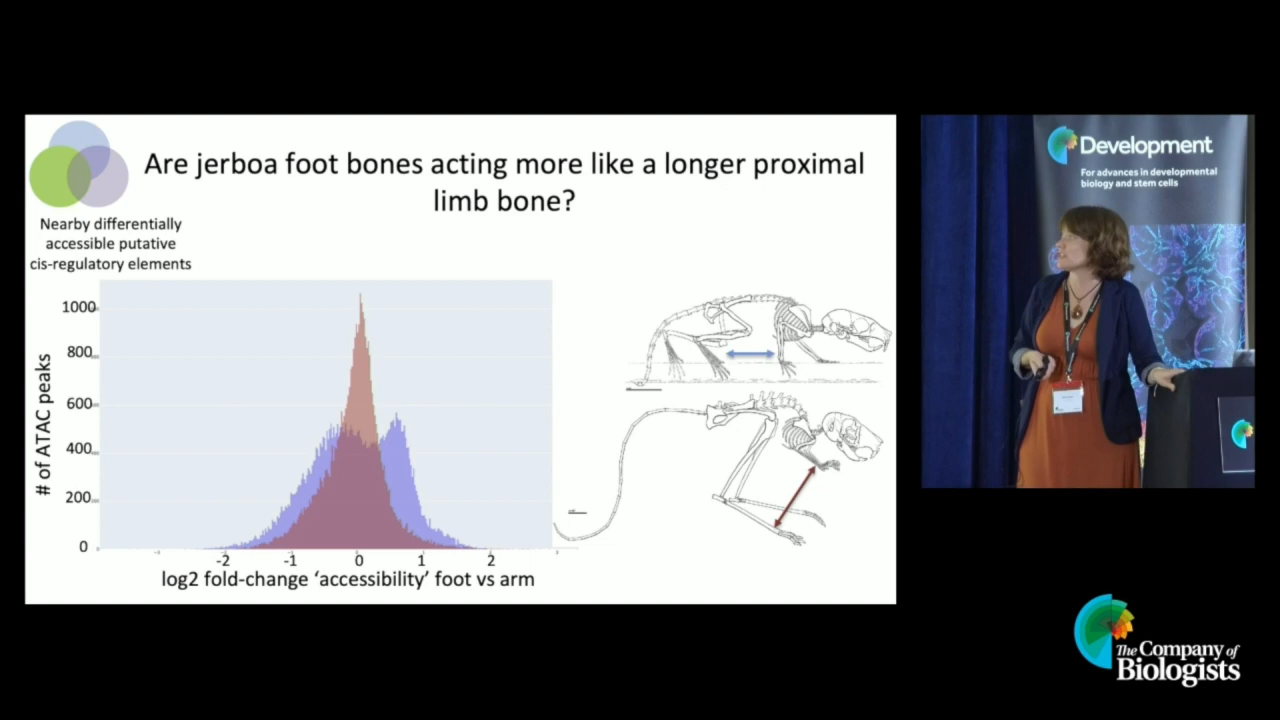 Are jerboa foot bones acting more like a longer proximal
limb bone?
Nearby differentially
accessible putative
cis-regulatory elements
# of ATAC peaks
1000
800
600
400
200
0
-2
-1
0
1
2
log2 fold-change ‘accessibility’ foot vs arm
Development
For advances in developmental
biology and stem cells
The Company of
Biologists